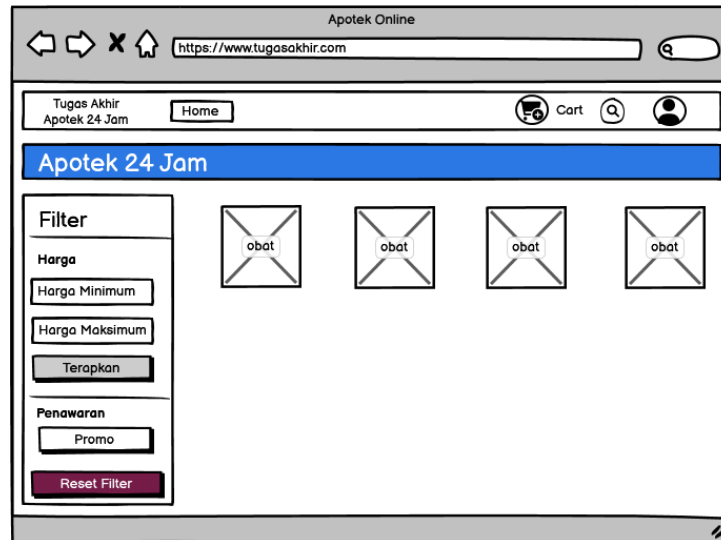 Apotek Online
https://www.tugasakhir.com
Tugas Akhir
Apotek 24 Jam
Home
Cart
Apotek 24 Jam
Filter
Harga
Harga Minimum
Harga Maksimum
Terapkan
Penawaran
Promo
Reset Filter
obat
obat
obat
obat